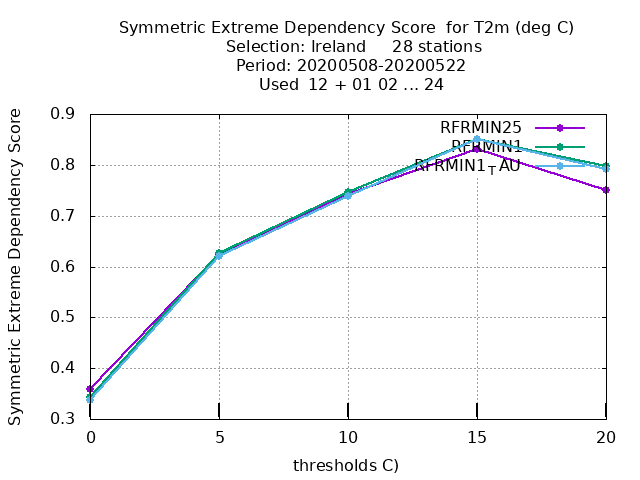 Symmetric Extreme Dependency Score  for T2m (deg C)
Selection: Ireland     28 stations
Period: 20200508-20200522
Used  12 + 01 02 ... 24
Symmetric Extreme Dependency Score
0.9
0.8
0.7
0.6
0.5
0.4
0.3
RFRMIN25
RFRMIN1
RFRMIN1TAU
0 5 10 15 20
thresholds C)